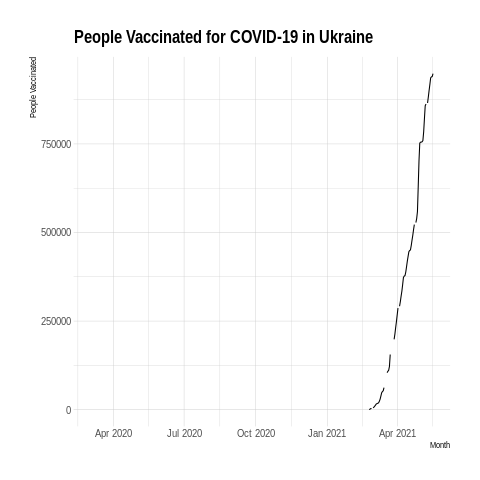 People Vaccinated for COVID-19 in Ukraine
People Vaccinated
750000
500000
250000
0
Apr 2020 Jul 2020 Oct 2020 Jan 2021 Apr 2021
Month